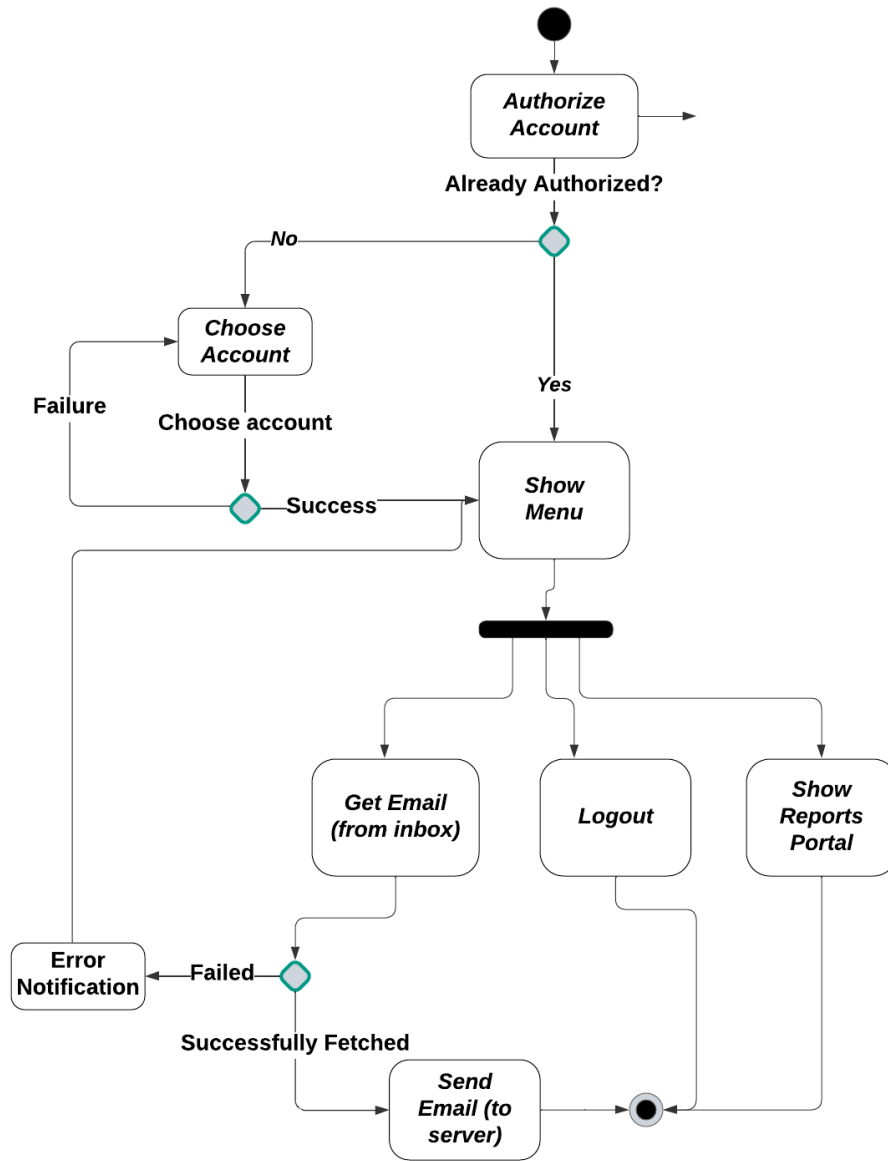 Authorize
Account
Already Authorized?
No
Choose
Account
Yes
Failure
Choose account
Show
Menu
Success
Get Email
(from inbox)
Logout
Show
Reports
Portal
Error
Notification
Failed
Successfully Fetched
Send
Email (to
server)